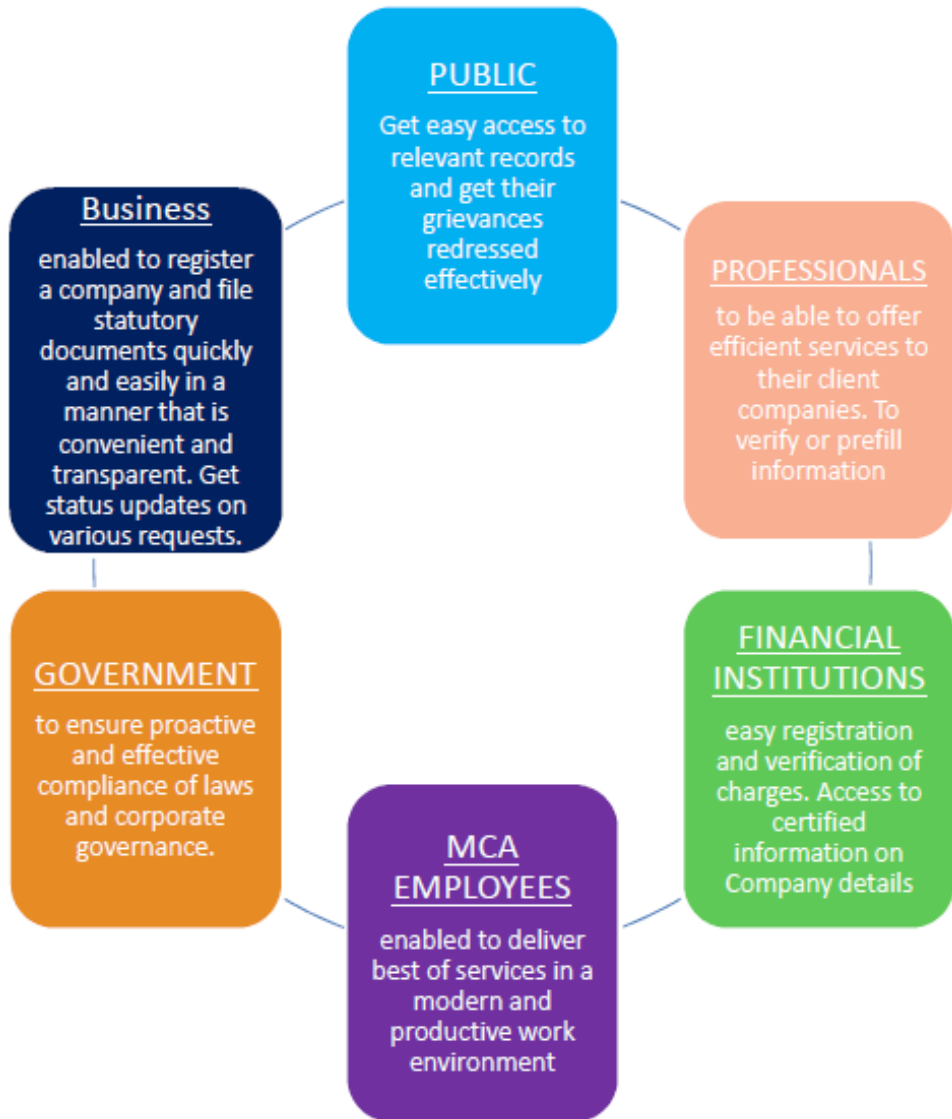 PUBLIC
Get easy access to
relevant records
and get their
grievances
redressed
effectively
PROFESSIONALS
to be able to offer
efficient services to
their client
companies. To
verify or prefill
information
FINANCIAL
INSTITUTIONS
easy registration
and verification of
charges. Access to
certified
information on
Company details
MCA
EMPLOYEES
enabled to deliver
best of services in a
modern and
productive work
environment
GOVERNMENT
to ensure proactive
and effective
compliance of laws
and corporate
governance.
Business
enabled to register
a company and file
statutory
documents quickly
and easily in a
manner that is
convenient and
transparent. Get
status updates on
various requests.